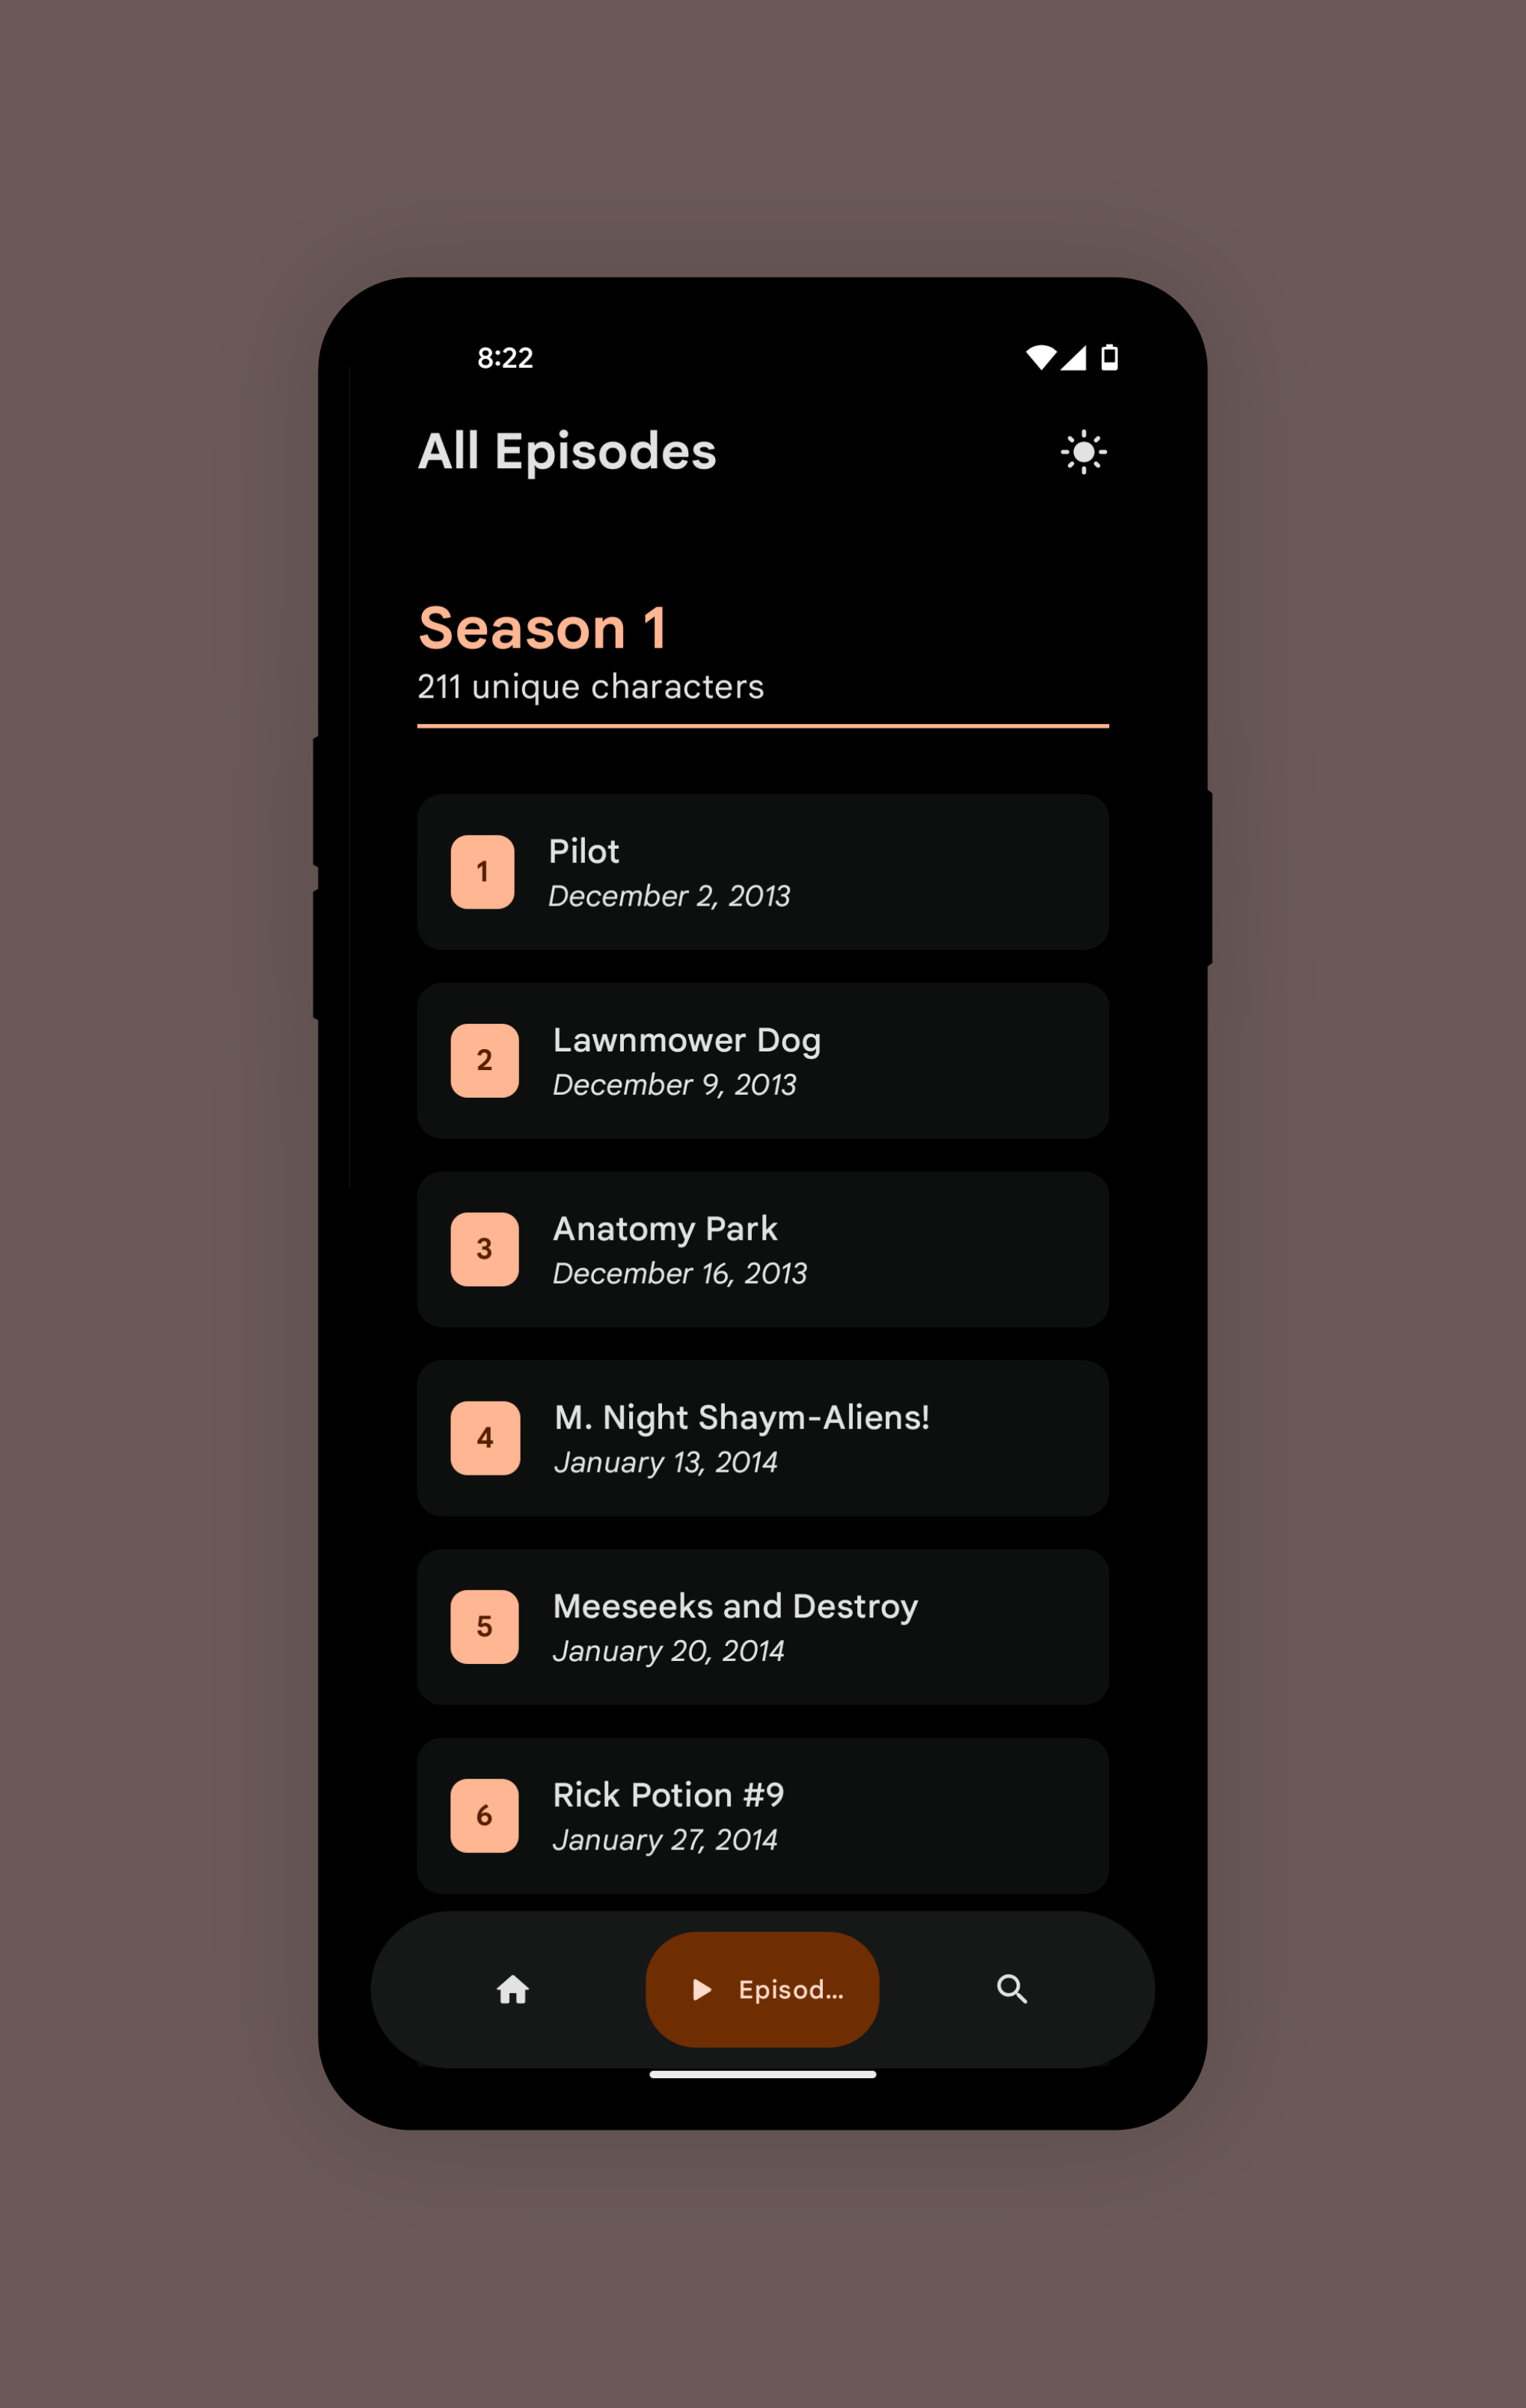 8:22
All Episodes
Season 1
211 unique characters
1
Pilot
December 2, 2013
2
Lawnmower Dog
December 9, 2013
3
Anatomy Park
December 16, 2013
4
M. Night Shaym-Aliens!
January 13, 2014
5
Meeseeks and Destroy
January 20, 2014
6
Rick Potion #9
January 27, 2014
Episod...